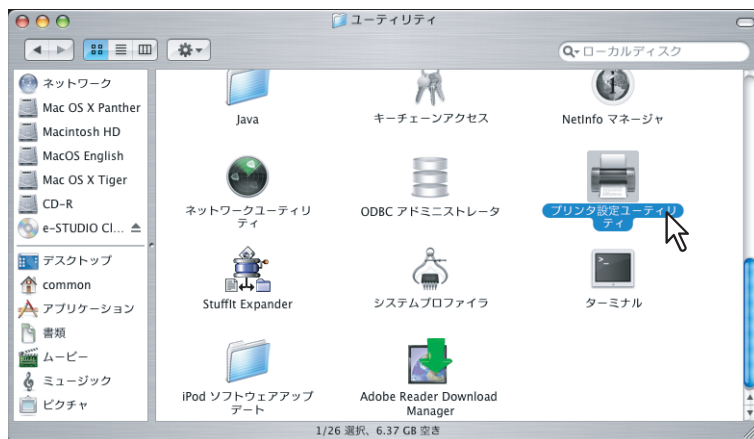 ユーティリティ
ローカルディスク
ネットワーク
Mac OS X Panther
Macintosh HD
MacOS English
Mac OS X Tiger
CD-R
e-STUDIO Cl...
デスクトップ
common
アプリケーション
書類
ムービー
ミュージック
ピクチャ
Java
キーチェーンアクセス
NetInfo マネージャ
ネットワークユーティリ
ティ
ODBC アドミニストレータ
プリンタ設定ユーティリ
ティ
StuffIt Expander
システムプロファイラ
ターミナル
iPod ソフトウェアアップ
デート
Adobe Reader Download
Manager
1/26 選択、6.37 GB 空き